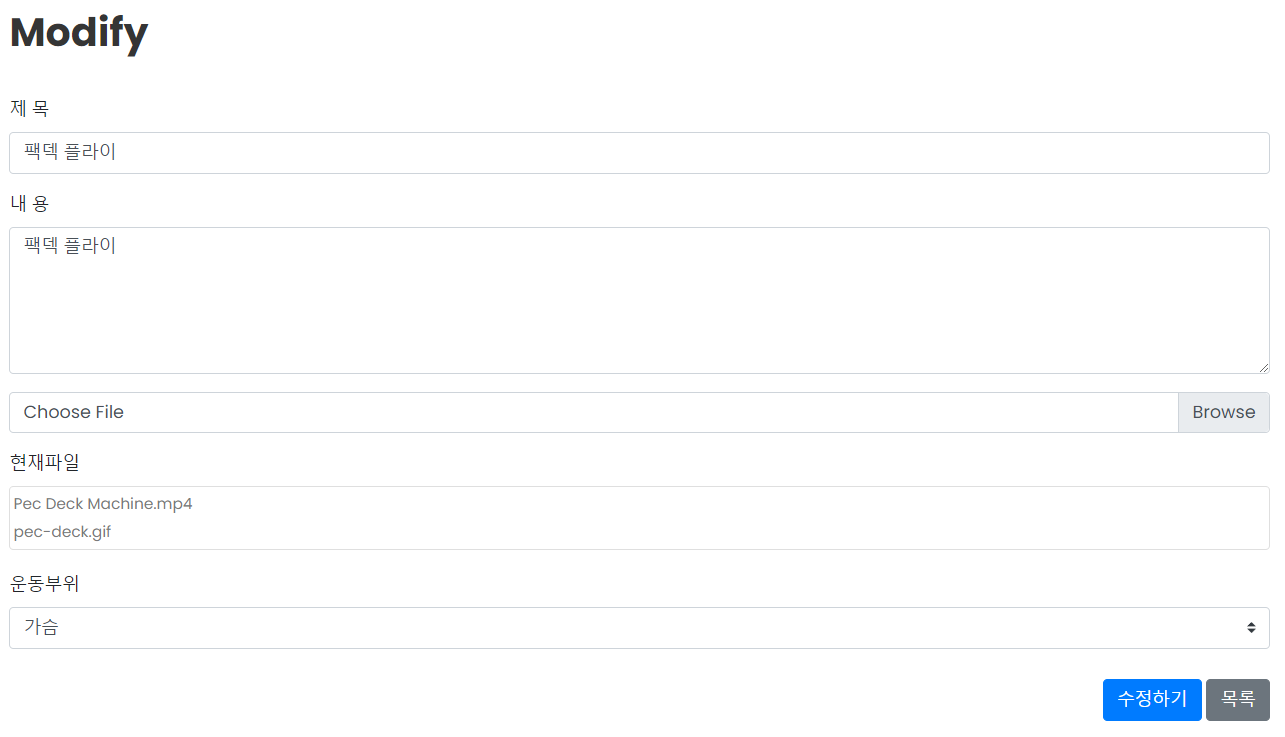 Modify
제 목
팩덱 플라이
내 용
팩덱 플라이
Choose File
Browse
현재파일
Pec Deck Machine.mp4
pec-deck.gif
운동부위
가슴
수정하기 목록